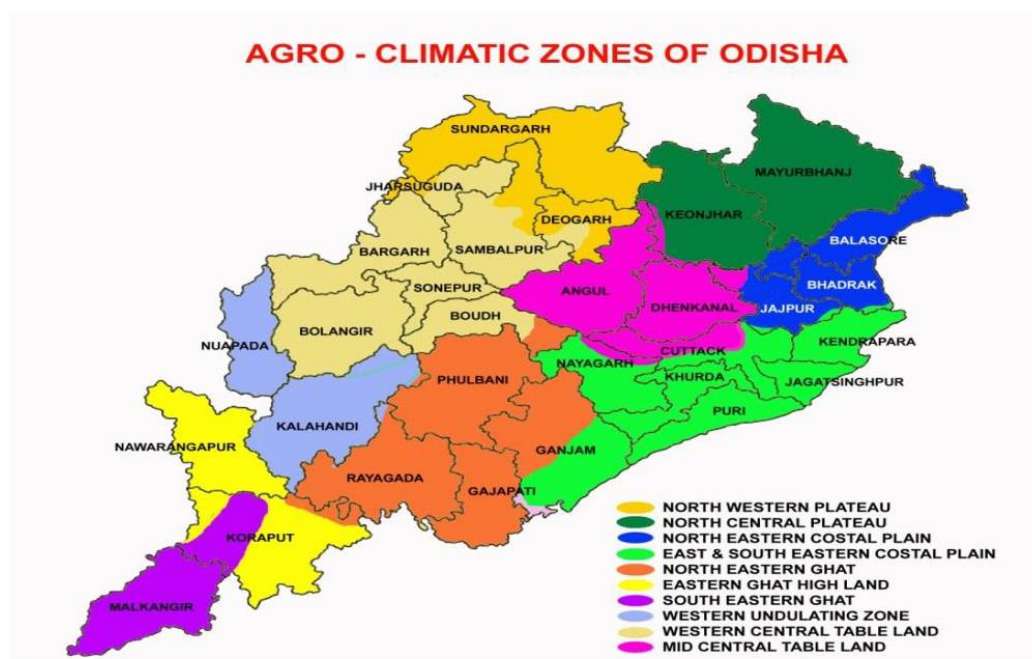 AGRO - CLIMATIC ZONES OF ODISHA
SUNDARGARH
MAYURBHANJ
JHARSUGUDA
KEONJHAR
DEOGARH
BALASORE
BARGARH
SAMBALPUR
BHADRAK
SONEPUR
ANGUL
DHENKANAL
JAJPUR
BOLANGIR
BOUDH
KENDRAPARA
NUAPADA
CUTTACK
NAYAGARH
PHULBANI
KHURDA
JAGATSINGHPUR
PURI
KALAHANDI
NAWARANGAPUR
GANJAM
RAYAGADA
GAJAPATI
KORAPUT
MALKANGIR
NORTH WESTERN PLATEAU
NORTH CENTRAL PLATEAU
NORTH EASTERN COSTAL PLAIN
EAST & SOUTH EASTERN COSTAL PLAIN
NORTH EASTERN GHAT
EASTERN GHAT HIGH LAND
SOUTH EASTERN GHAT
WESTERN UNDULATING ZONE
WESTERN CENTRAL TABLE LAND
MID CENTRAL TABLE LAND